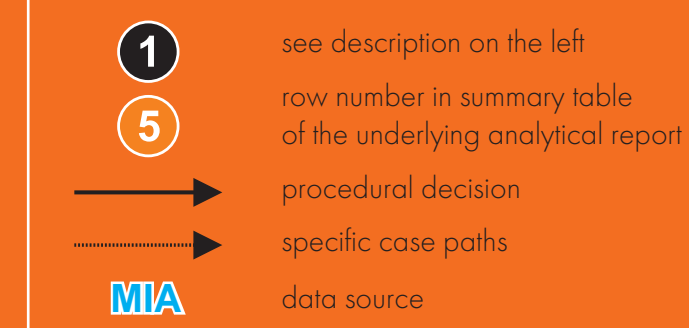 1 see description on the left
5 row number in summary table
of the underlying analytical report
procedural decision
specific case paths
MIA data source